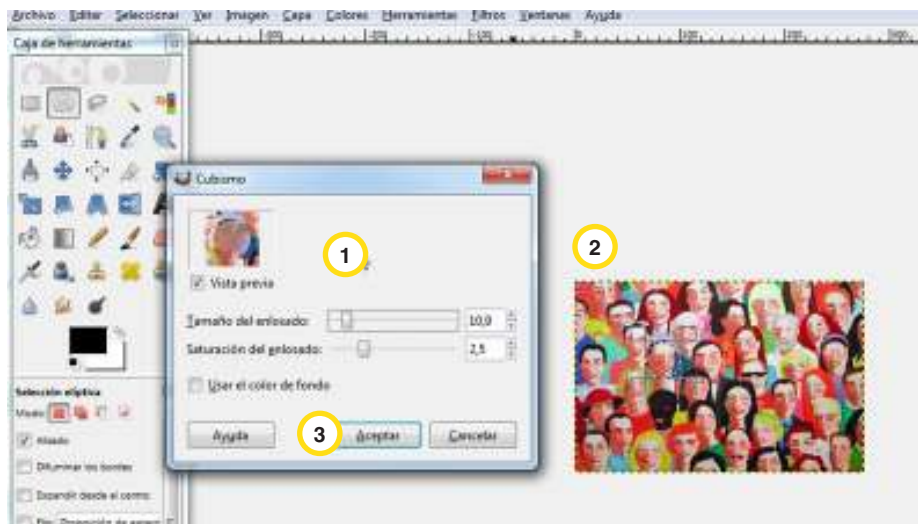 Archivo Editar Seleccionar Ver Imagen Capa Colores Herramientas Filtros Ventanas Ayuda
Caja de herramientas
Cubismo
1
2
Vista previa
Tamaño del enlosado: 10,0
Saturación del enlosado: 2,5
Usar el color de fondo
Ayuda
3
Aceptar
Cancelar
Selección elíptica
Modo:
Alisado
Difuminar los bordes
Expandir desde el centro